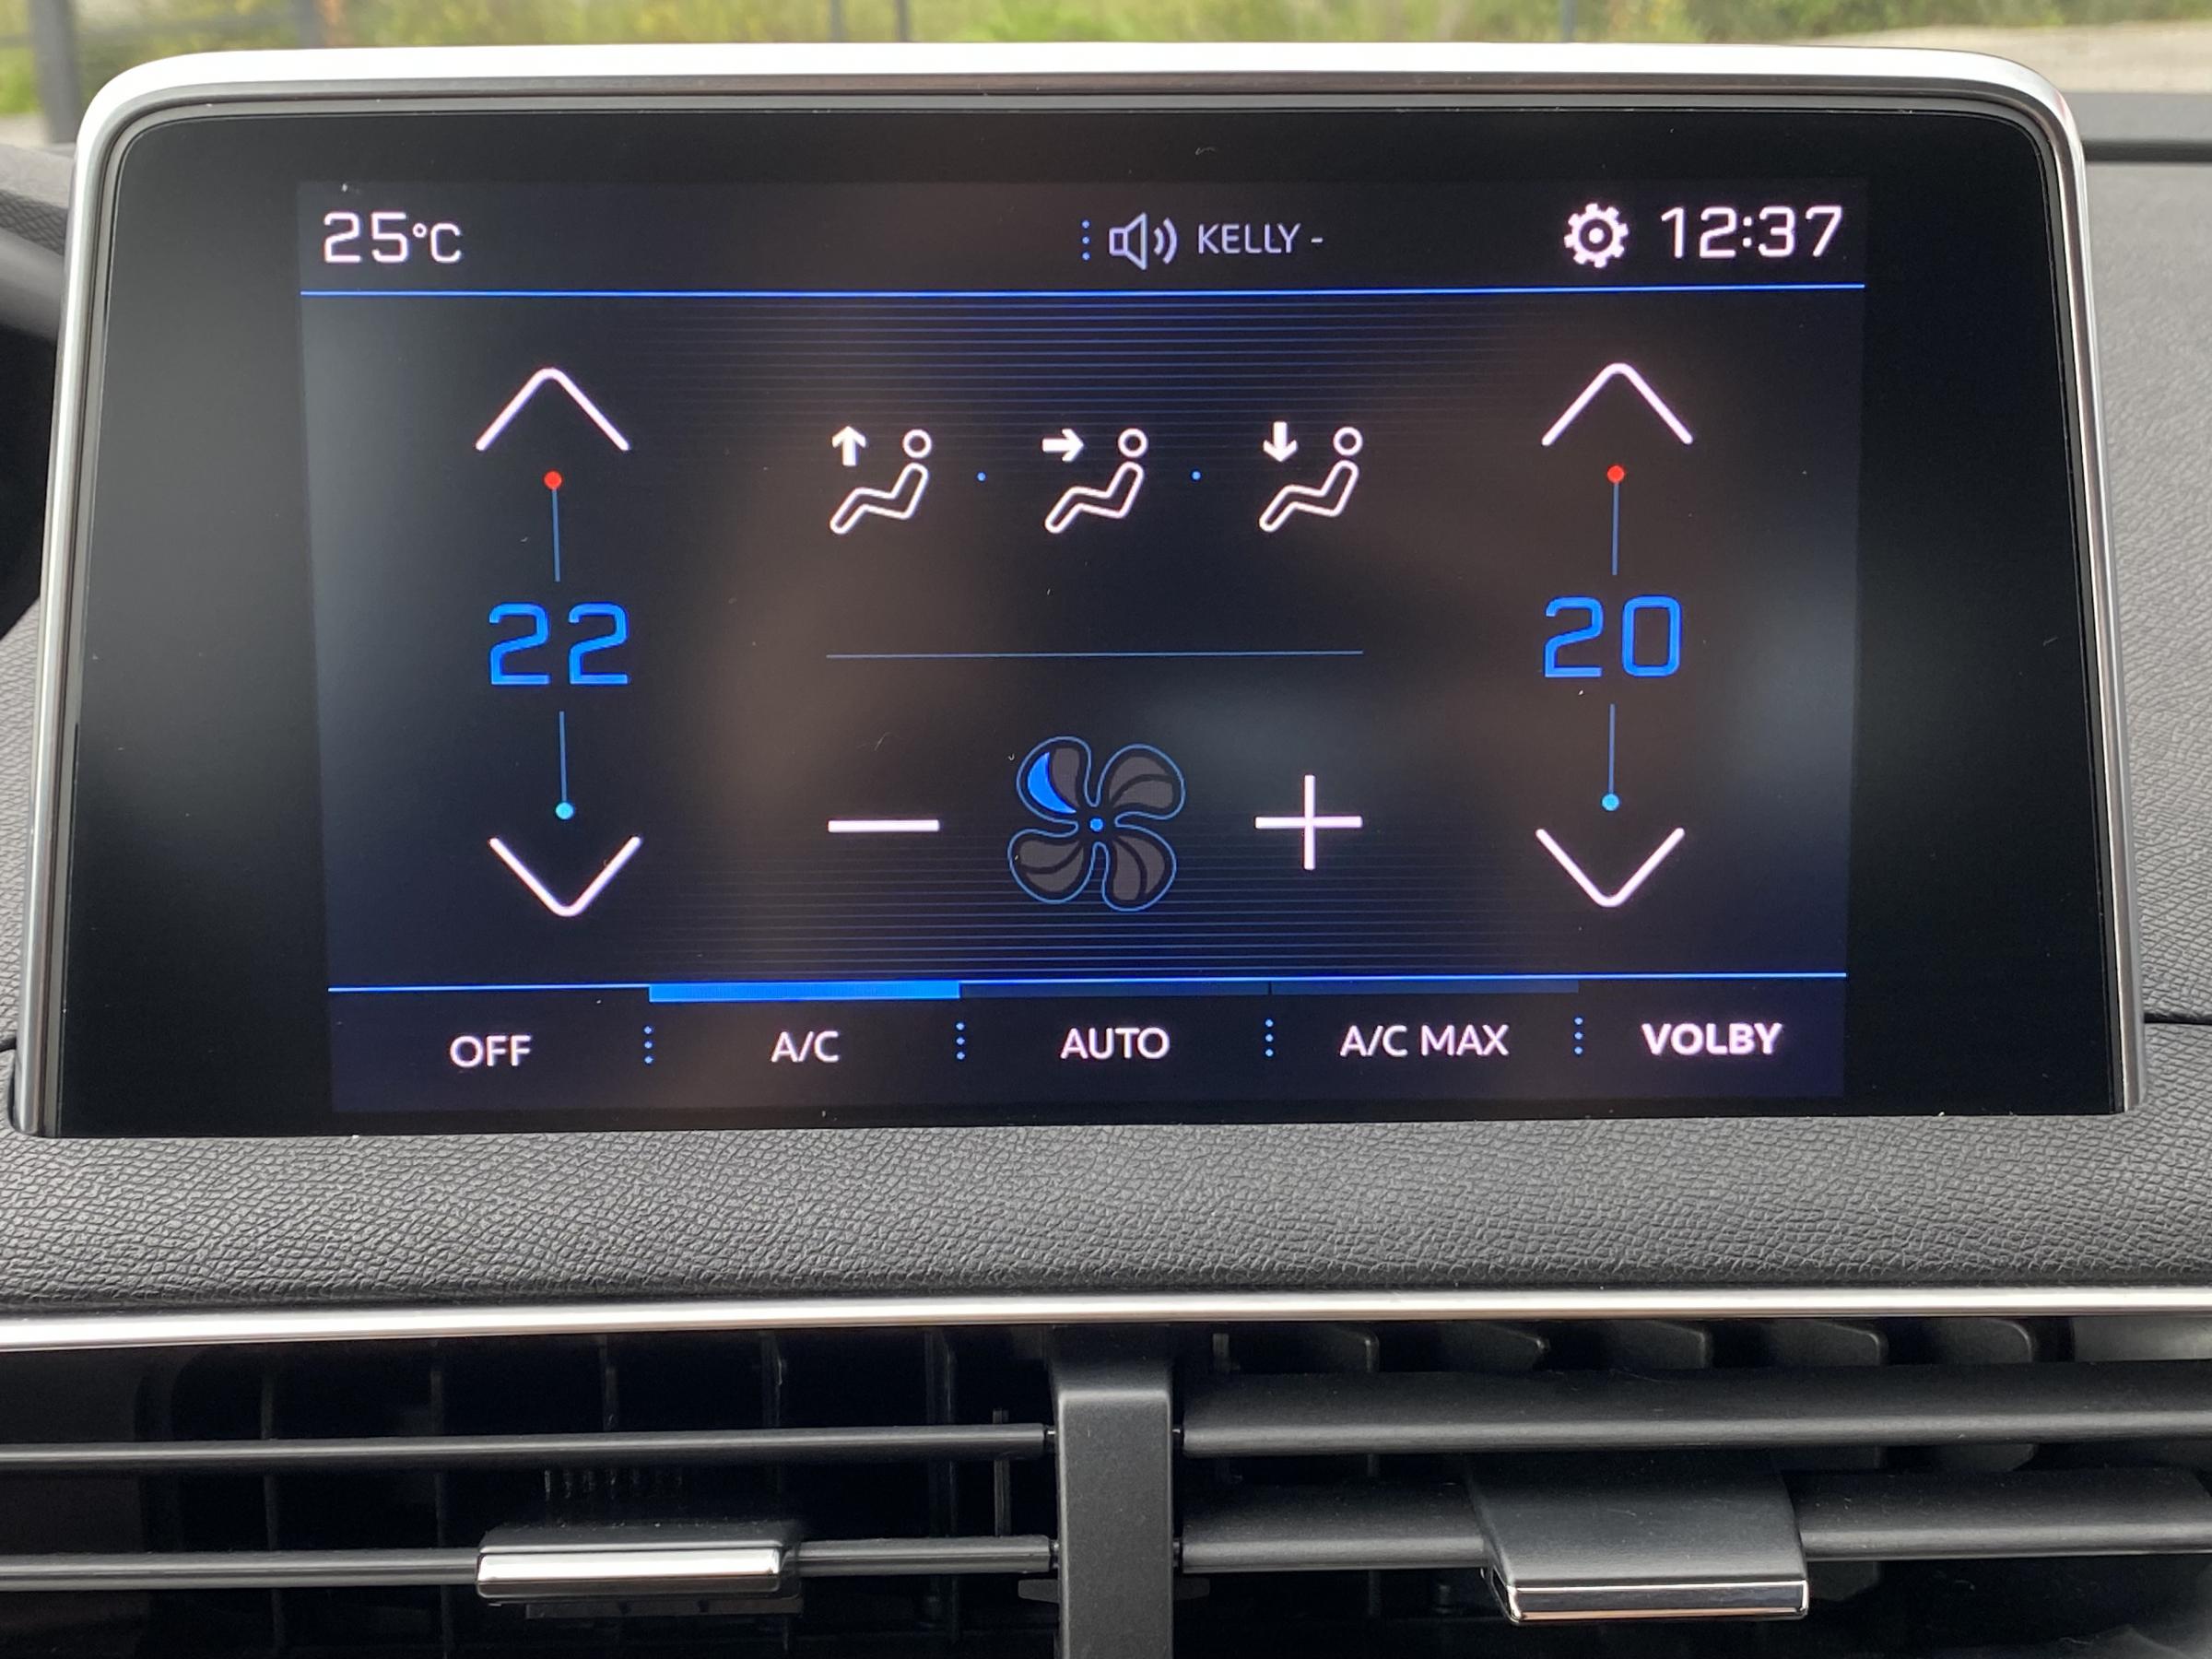 25°C KELLY - 12:37
22 20
OFF A/C AUTO A/C MAX VOLBY